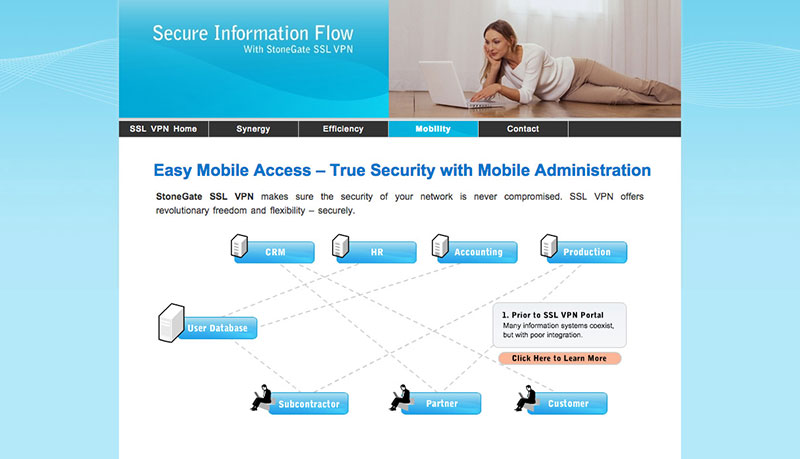 Secure Information Flow
With StoneGate SSL VPN
SSL VPN Home
Synergy
Efficiency
Mobility
Contact
Easy Mobile Access – True Security with Mobile Administration
StoneGate SSL VPN makes sure the security of your network is never compromised. SSL VPN offers
revolutionary freedom and flexibility – securely.
CRM
HR
Accounting
Production
User Database
1. Prior to SSL VPN Portal
Many information systems coexist,
but with poor integration.
Click Here to Learn More
Subcontractor
Partner
Customer